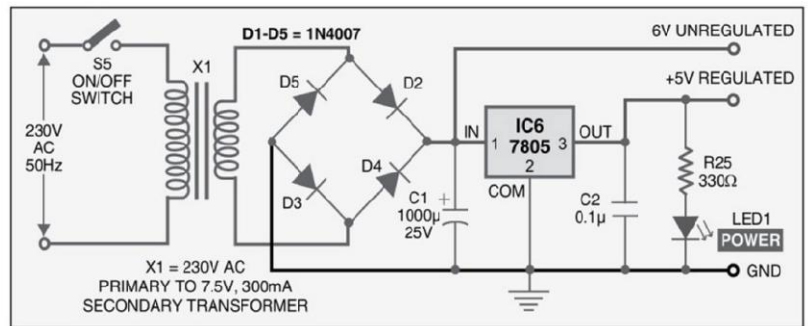 D1-D5 = 1N4007
6V UNREGULATED
S5
ON/OFF
SWITCH
X1
D5
D2
+5V REGULATED
230V
AC
50Hz
IN
1
IC6
7805
3
OUT
2
COM
D3
D4
C1
1000µ
25V
+
C2
0.1µ
R25
330Ω
LED1
POWER
GND
X1 = 230V AC
PRIMARY TO 7.5V, 300mA
SECONDARY TRANSFORMER